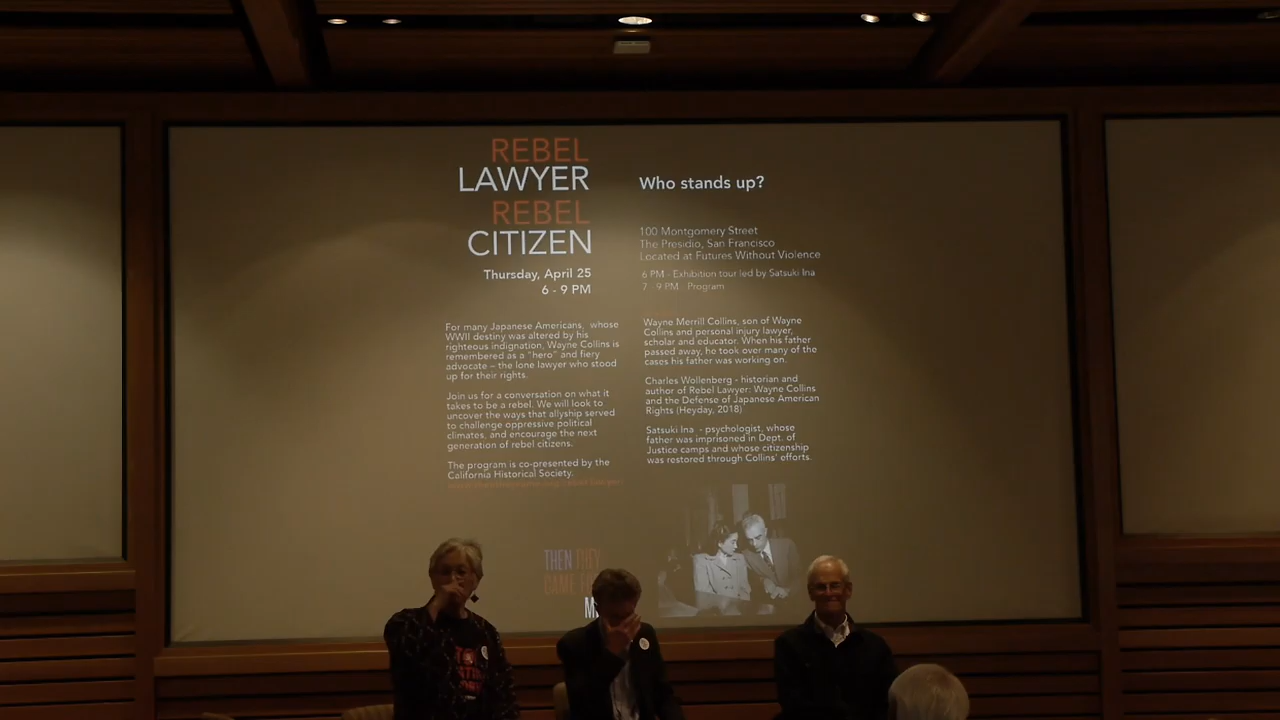 REBEL
LAWYER
REBEL
CITIZEN
Thursday, April 25
6 - 9 PM
For many Japanese Americans, whose
WWII destiny was altered by his
righteous indignation, Wayne Collins is
remembered as a "hero" and fiery
advocate – the lone lawyer who stood
up for their rights.
Join us for a conversation on what it
takes to be a rebel. We will look to
uncover the ways that allyship served
to challenge oppressive political
climates, and encourage the next
generation of rebel citizens.
The program is co-presented by the
California Historical Society.
Who stands up?
100 Montgomery Street
The Presidio, San Francisco
Located at Futures Without Violence
6 PM - Exhibition tour led by Satsuki Ina
7 - 9 PM Program
Wayne Merrill Collins, son of Wayne
Collins and personal injury lawyer,
scholar and educator. When his father
passed away, he took over many of the
cases his father was working on.
Charles Wollenberg - historian and
author of Rebel Lawyer: Wayne Collins
and the Defense of Japanese American
Rights (Heyday, 2018)
Satsuki Ina - psychologist, whose
father was imprisoned in Dept. of
Justice camps and whose citizenship
was restored through Collins' efforts.
THEN THEY
CAME